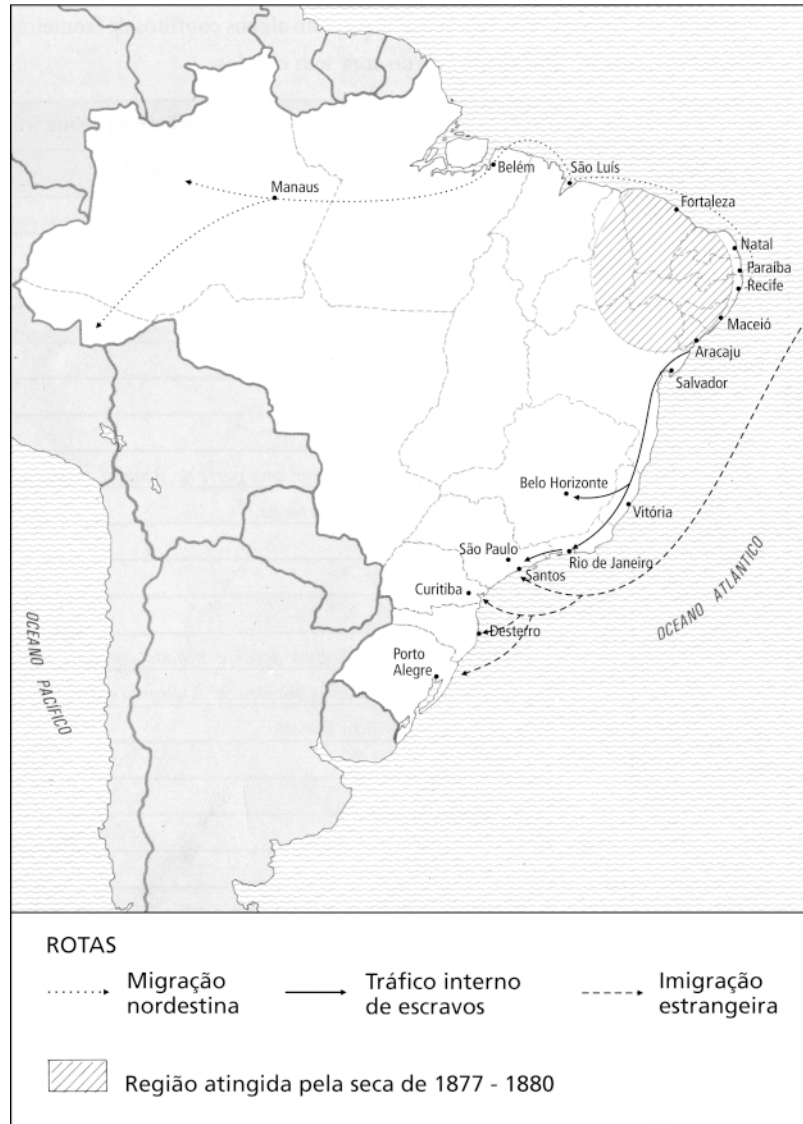 Belém
São Luís
Manaus
Fortaleza
Natal
Paraíba
Recife
Maceió
Aracaju
Salvador
Belo Horizonte
Vitória
São Paulo
Rio de Janeiro
Santos
Curitiba
Desterro
Porto
Alegre
OCEANO ATLÂNTICO
OCEANO PACÍFICO
ROTAS
Migração
nordestina
Tráfico interno
de escravos
Imigração
estrangeira
Região atingida pela seca de 1877 - 1880